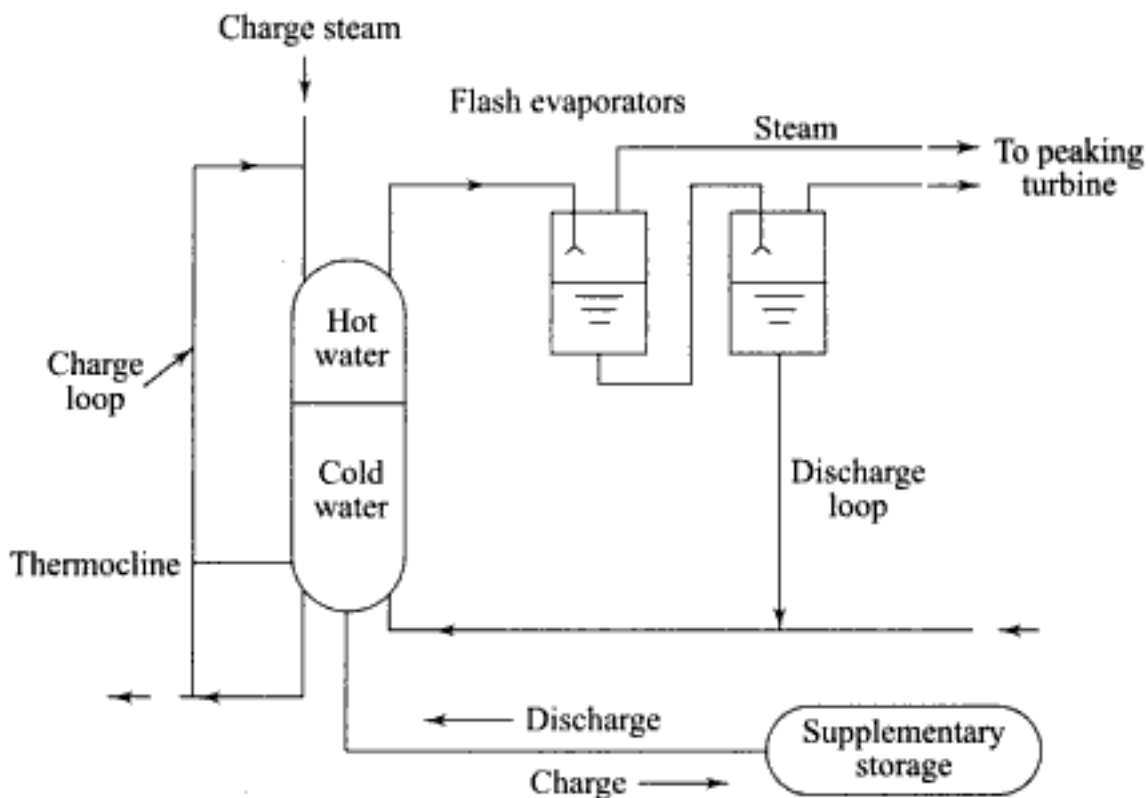 Charge steam
Flash evaporators
Steam
To peaking
turbine
Hot
water
Charge
loop
Cold
water
Discharge
loop
Thermocline
Discharge
Supplementary
storage
Charge